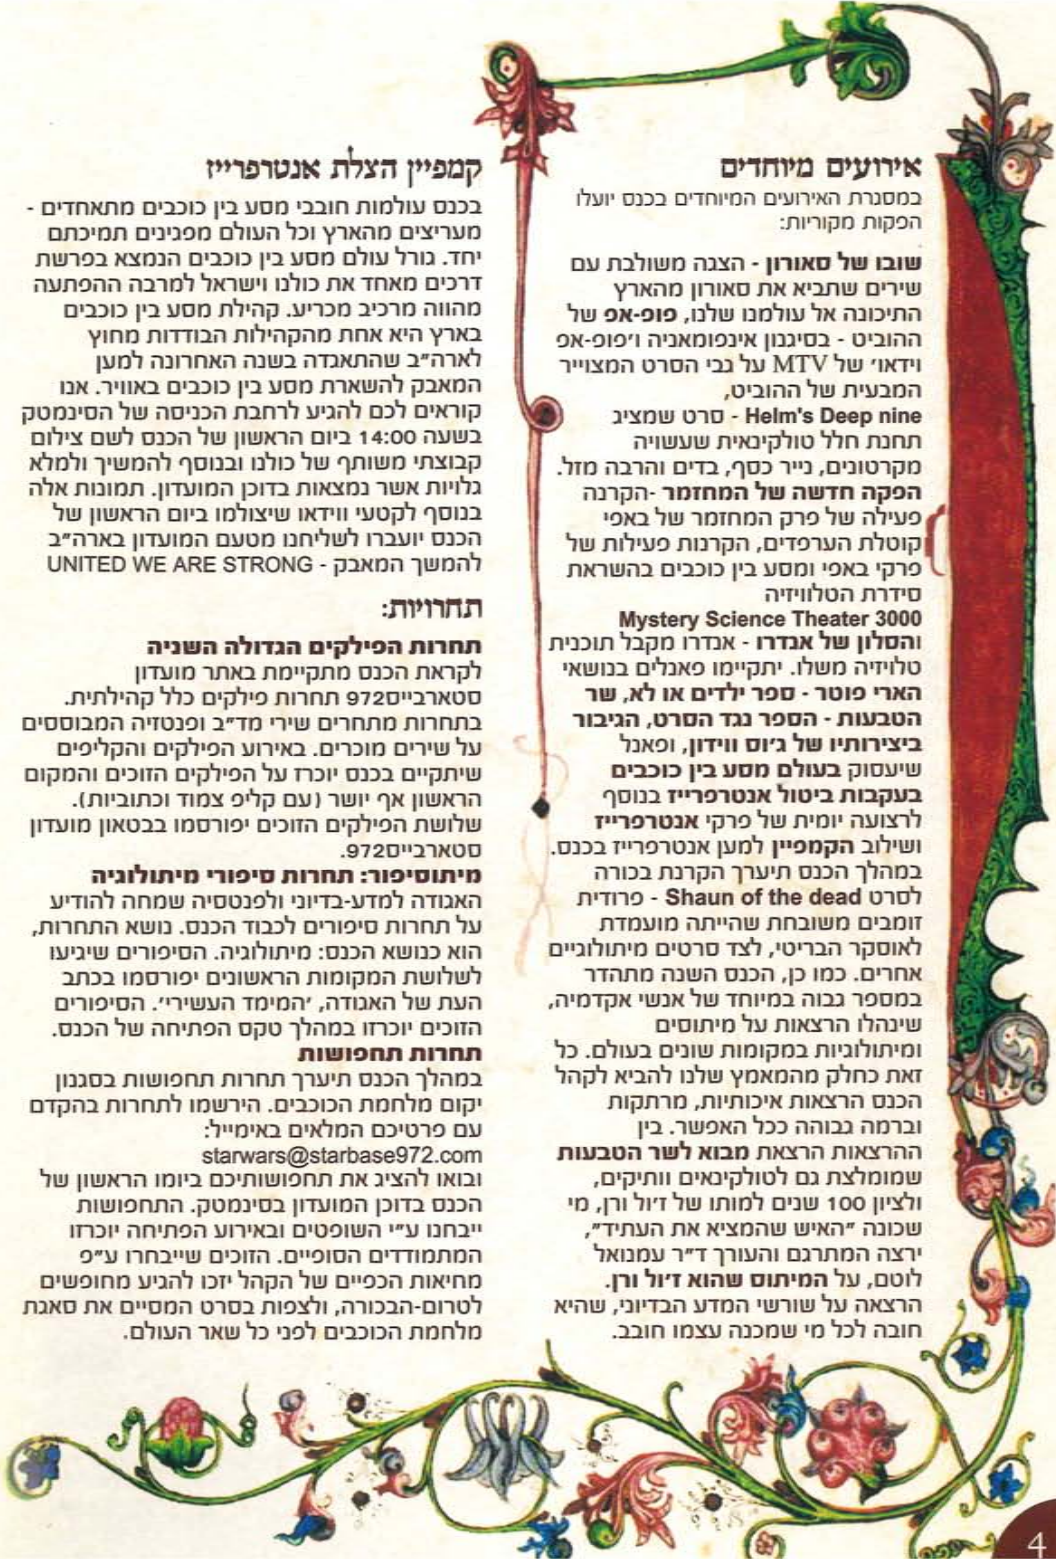 אירועים מיוחדים
במסגרת האירועים המיוחדים בכנס יועלו
הפקות מקוריות:
שובו של סאורון - הצגה משולבת עם
שירים שתביא את סאורון מהארץ
התיכונה אל עולמנו שלנו, פופ-אפ של
ההוביט - בסיגנון אינפומאניה ו'פופ-אפ
וידאו' של MTV על גבי הסרט המצוייר
המבעית של ההוביט,
Helm's Deep nine - סרט שמציג
תחנת חלל טולקינאית שעשויה
מקרטונים, נייר כסף, בדים והרבה מזל.
הפקה חדשה של המחזמר -הקרנה
פעילה של פרק המחזמר של באפי
קוטלת הערפדים, הקרנות פעילות של
פרקי באפי ומסע בין כוכבים בהשראת
סידרת הטלוויזיה
Mystery Science Theater 3000
והסלון של אנדרו - אנדרו מקבל תוכנית
טלויזיה משלו. יתקיימו פאנלים בנושאי
הארי פוטר - ספר ילדים או לא, שר
הטבעות - הספר נגד הסרט, הגיבור
ביצירותיו של ג'וס ווידון, ופאנל
שיעסוק בעולם מסע בין כוכבים
בעקבות ביטול אנטרפרייז בנוסף
לרצועה יומית של פרקי אנטרפרייז
ושילוב הקמפיין למען אנטרפרייז בכנס.
במהלך הכנס תיערך הקרנת בכורה
לסרט Shaun of the dead - פרודית
זומבים משובחת שהייתה מועמדת
לאוסקר הבריטי, לצד סרטים מיתולוגיים
אחרים. כמו כן, הכנס השנה מתהדר
במספר גבוה במיוחד של אנשי אקדמיה,
שינהלו הרצאות על מיתוסים
ומיתולוגיות במקומות שונים בעולם. כל
זאת כחלק מהמאמץ שלנו להביא לקהל
הכנס הרצאות איכותיות, מרתקות
וברמה גבוהה ככל האפשר. בין
ההרצאות הרצאת מבוא לשר הטבעות
שמומלצת גם לטולקינאים וותיקים,
ולציון 100 שנים למותו של ז'ול ורן, מי
שכונה "האיש שהמציא את העתיד",
ירצה המתרגם והעורך ד"ר עמנואל
לוטם, על המיתוס שהוא ז'ול ורן.
הרצאה על שורשי המדע הבדיוני, שהיא
חובה לכל מי שמכנה עצמו חובב.
קמפיין הצלת אנטרפרייז
בכנס עולמות חובבי מסע בין כוכבים מתאחדים -
מעריצים מהארץ וכל העולם מפגינים תמיכתם
יחד. גורל עולם מסע בין כוכבים הנמצא בפרשת
דרכים מאחד את כולנו וישראל למרבה ההפתעה
מהווה מרכיב מכריע. קהילת מסע בין כוכבים
בארץ היא אחת מהקהילות הבודדות מחוץ
לארה"ב שהתאגדה בשנה האחרונה למען
המאבק להשארת מסע בין כוכבים באוויר. אנו
קוראים לכם להגיע לרחבת הכניסה של הסינמטק
בשעה 14:00 ביום הראשון של הכנס לשם צילום
קבוצתי משותף של כולנו ובנוסף להמשיך ולמלא
גלויות אשר נמצאות בדוכן המועדון. תמונות אלה
בנוסף לקטעי ווידאו שיצולמו ביום הראשון של
הכנס יועברו לשליחנו מטעם המועדון בארה"ב
להמשך המאבק - UNITED WE ARE STRONG
תחרויות:
תחרות הפילקים הגדולה השניה
לקראת הכנס מתקיימת באתר מועדון
סטארבייס972 תחרות פילקים כלל קהילתית.
בתחרות מתחרים שירי מד"ב ופנטזיה המבוססים
על שירים מוכרים. באירוע הפילקים והקליפים
שיתקיים בכנס יוכרז על הפילקים הזוכים והמקום
הראשון אף יושר (עם קליפ צמוד וכתוביות).
שלושת הפילקים הזוכים יפורסמו בבטאון מועדון
סטארבייס972.
מיתוסיפור: תחרות סיפורי מיתולוגיה
האגודה למדע-בדיוני ולפנטסיה שמחה להודיע
על תחרות סיפורים לכבוד הכנס. נושא התחרות,
הוא כנושא הכנס: מיתולוגיה. הסיפורים שיגיעו
לשלושת המקומות הראשונים יפורסמו בכתב
העת של האגודה, 'המימד העשירי'. הסיפורים
הזוכים יוכרזו במהלך טקס הפתיחה של הכנס.
תחרות תחפושות
במהלך הכנס תיערך תחרות תחפושות בסגנון
יקום מלחמת הכוכבים. הירשמו לתחרות בהקדם
עם פרטיכם המלאים באימייל:
starwars@starbase972.com
ובואו להציג את תחפושותיכם ביומו הראשון של
הכנס בדוכן המועדון בסינמטק. התחפושות
ייבחנו ע"י השופטים ובאירוע הפתיחה יוכרזו
המתמודדים הסופיים. הזוכים שייבחרו ע"פ
מחיאות הכפיים של הקהל יזכו להגיע מחופשים
לטרום-הבכורה, ולצפות בסרט המסיים את סאגת
מלחמת הכוכבים לפני כל שאר העולם.
4